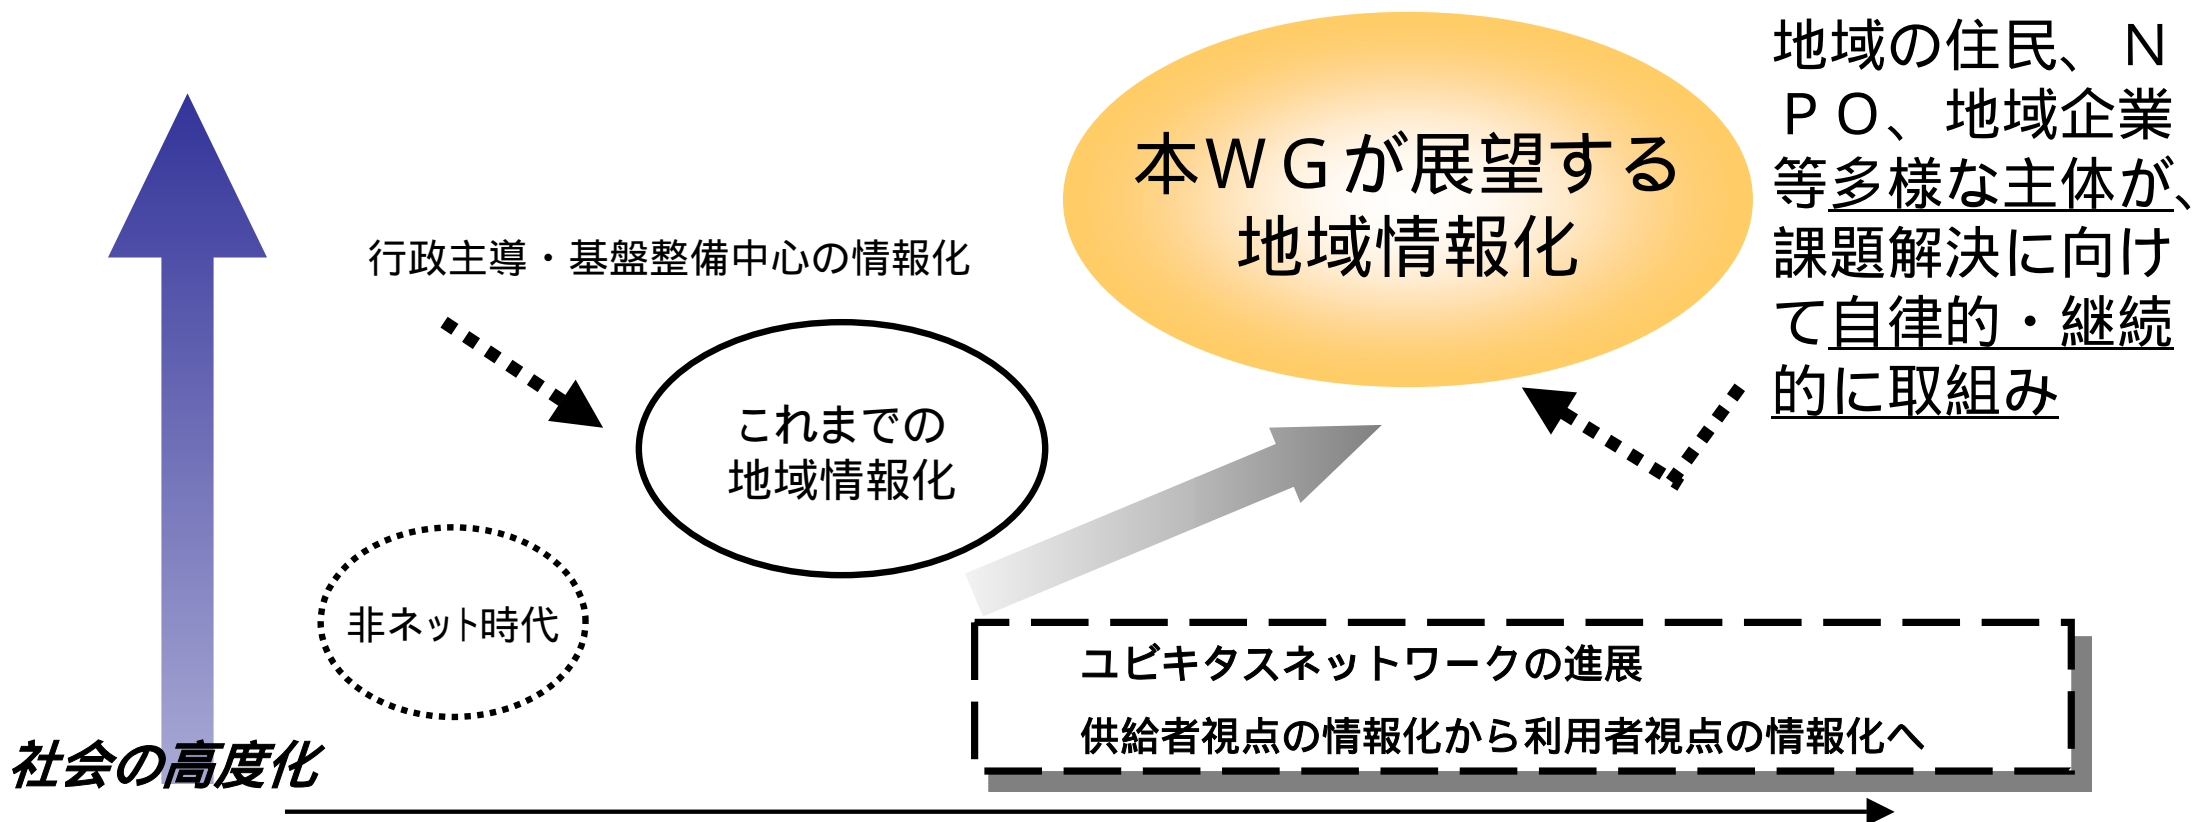 地域の住民、Ｎ
ＰＯ、地域企業
等多様な主体が、
課題解決に向け
て自律的・継続
的に取組み
本ＷＧが展望する
地域情報化
行政主導・基盤整備中心の情報化
これまでの
地域情報化
非ネット時代
ユビキタスネットワークの進展
供給者視点の情報化から利用者視点の情報化へ
社会の高度化